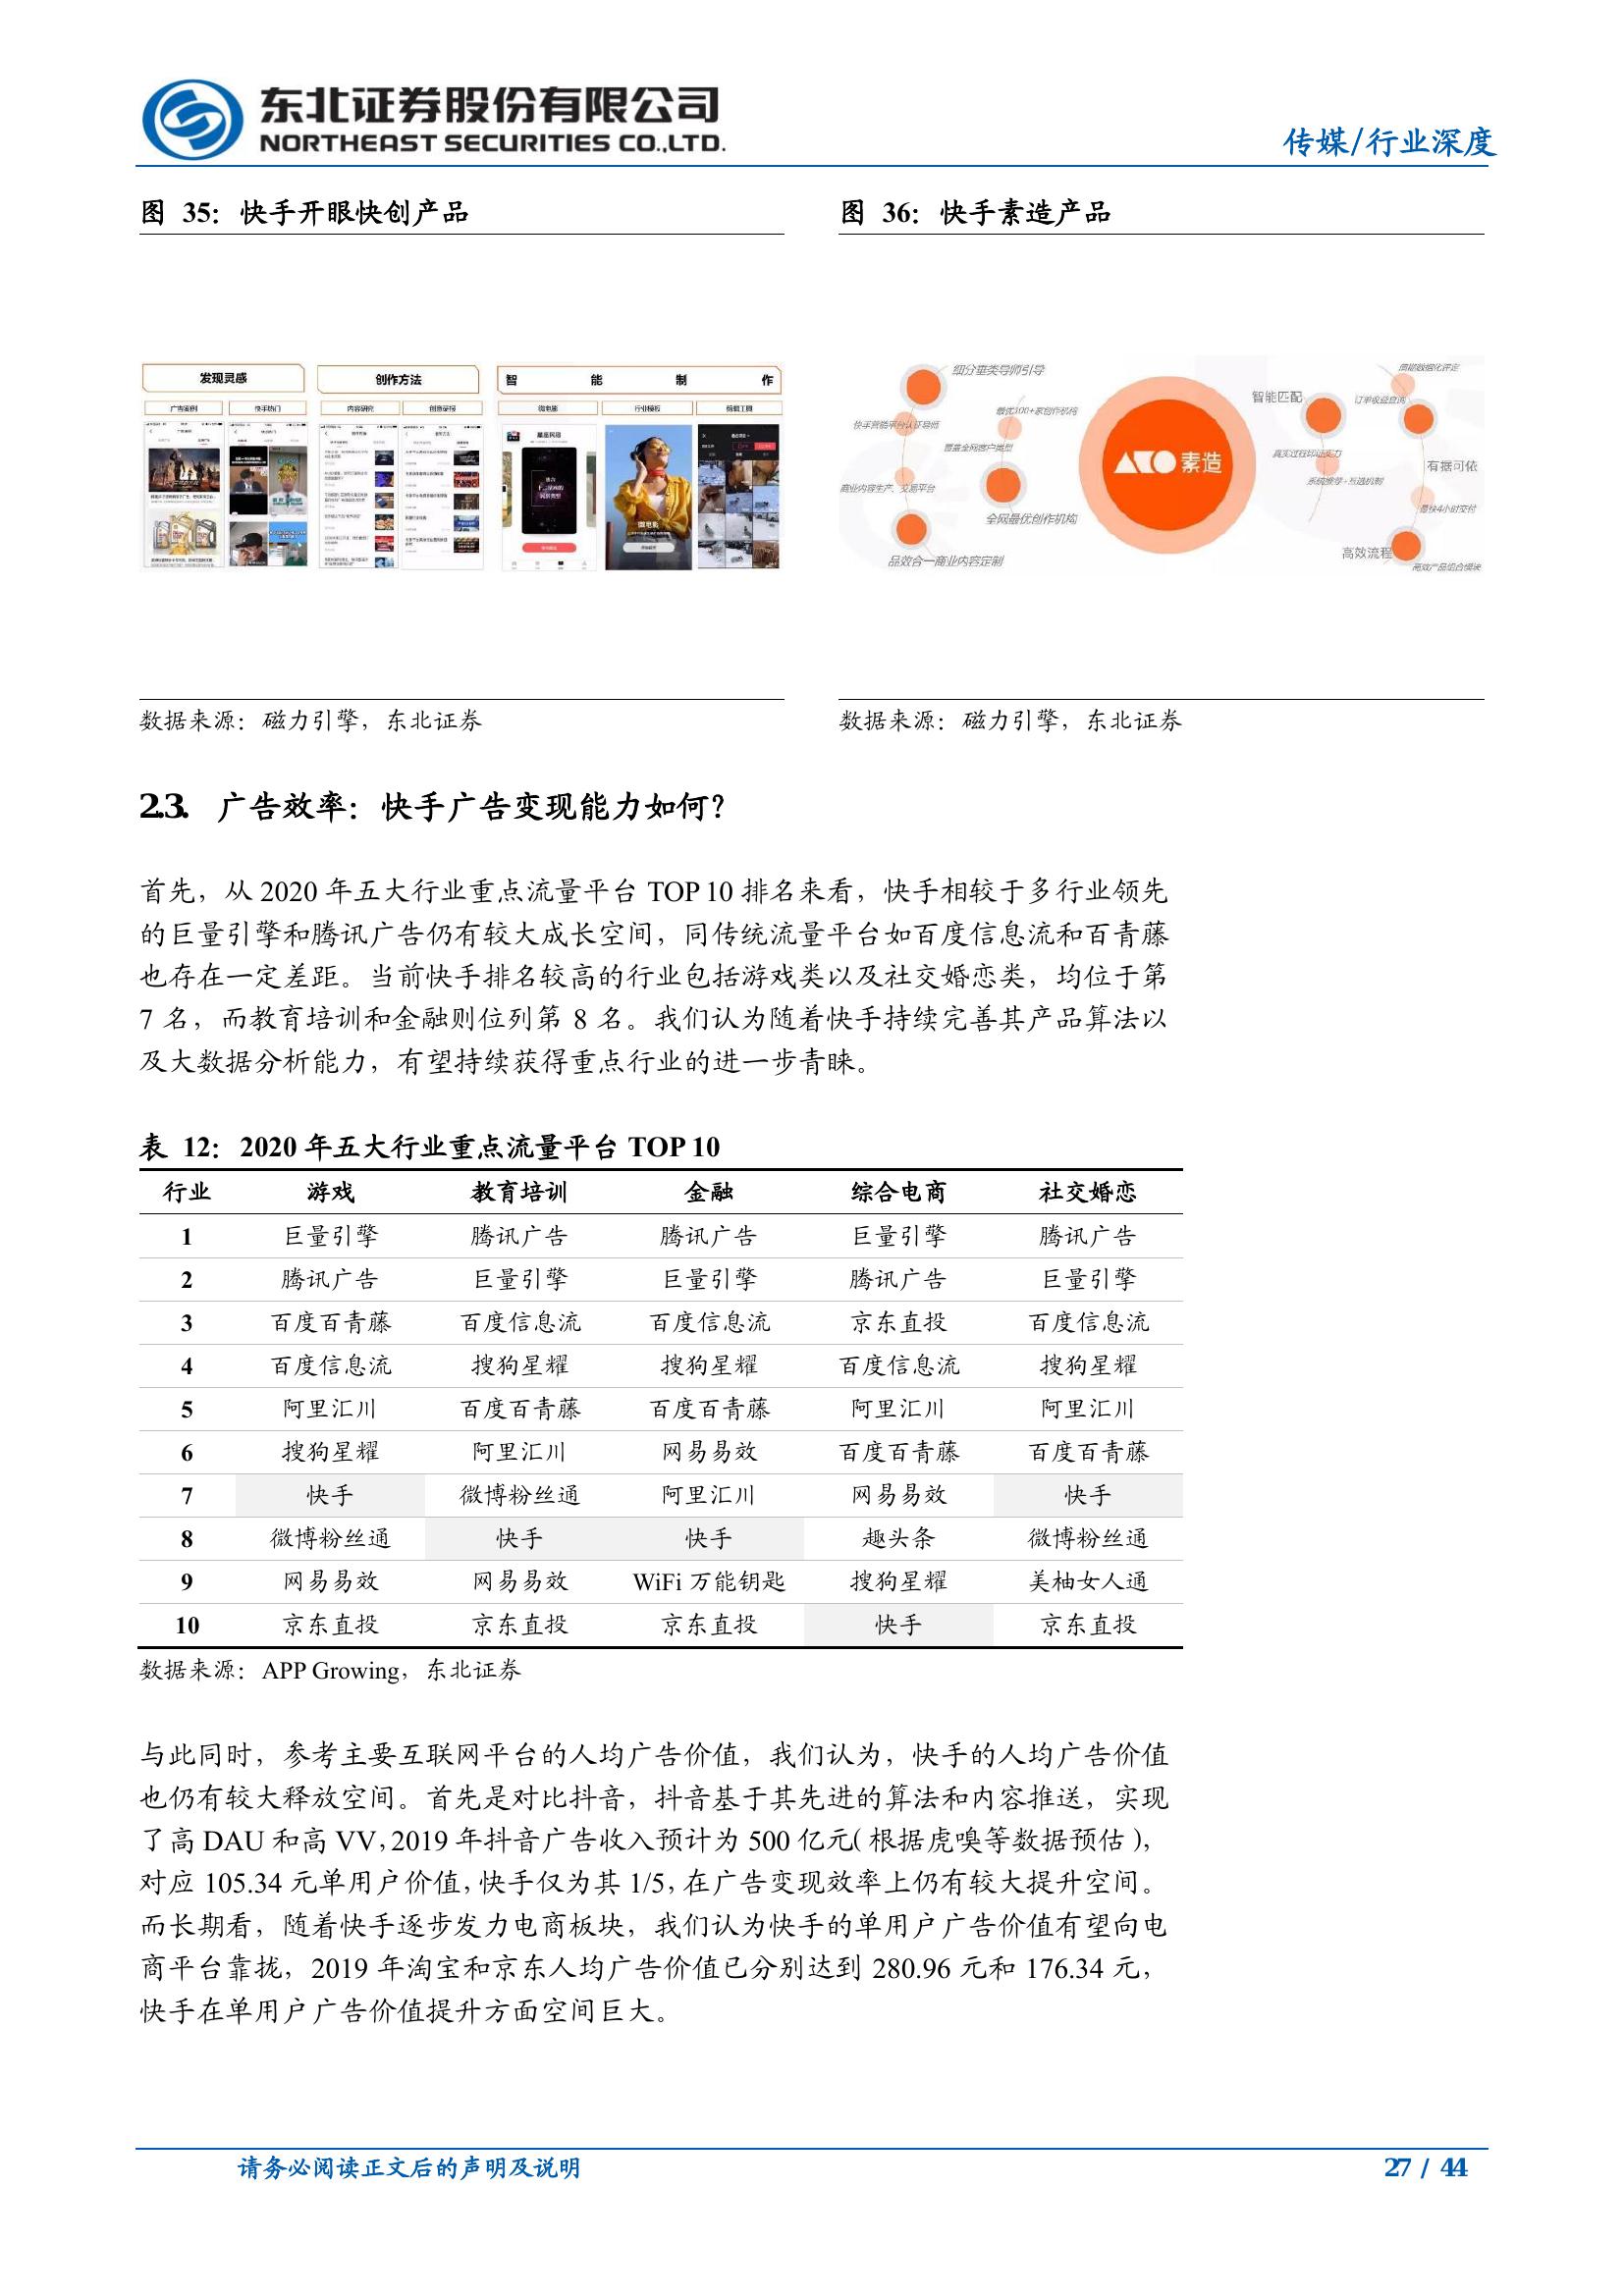 东北证券股份有限公司
NORTHEAST SECURITIES CO.,LTD.
传媒/行业深度
图 35：快手开眼快创产品
图 36：快手素造产品
发现灵感
创作方法
智 能 制 作
广告案例
快手热门
内容研究
创意研授
微电影
行业模板
剪辑工具
细分垂类导师引导
快手营销平台认证导师
商业内容生产、交易平台
品效合一商业内容定制
最优100+家创作机构
覆盖全网客户类型
全网最优创作机构
素造
智能匹配
订单收益查询
有据可依
高效流程
最快4小时交付
数据来源：磁力引擎，东北证券
数据来源：磁力引擎，东北证券
2.3. 广告效率：快手广告变现能力如何？
首先，从 2020 年五大行业重点流量平台 TOP 10 排名来看，快手相较于多行业领先
的巨量引擎和腾讯广告仍有较大成长空间，同传统流量平台如百度信息流和百青藤
也存在一定差距。当前快手排名较高的行业包括游戏类以及社交婚恋类，均位于第
7 名，而教育培训和金融则位列第 8 名。我们认为随着快手持续完善其产品算法以
及大数据分析能力，有望持续获得重点行业的进一步青睐。
表 12：2020 年五大行业重点流量平台 TOP 10
行业 游戏 教育培训 金融 综合电商 社交婚恋
1 巨量引擎 腾讯广告 腾讯广告 巨量引擎 腾讯广告
2 腾讯广告 巨量引擎 巨量引擎 腾讯广告 巨量引擎
3 百度百青藤 百度信息流 百度信息流 京东直投 百度信息流
4 百度信息流 搜狗星耀 搜狗星耀 百度信息流 搜狗星耀
5 阿里汇川 百度百青藤 百度百青藤 阿里汇川 阿里汇川
6 搜狗星耀 阿里汇川 网易易效 百度百青藤 百度百青藤
7 快手 微博粉丝通 阿里汇川 网易易效 快手
8 微博粉丝通 快手 快手 趣头条 微博粉丝通
9 网易易效 网易易效 WiFi 万能钥匙 搜狗星耀 美柚女人通
10 京东直投 京东直投 京东直投 快手 京东直投
数据来源：APP Growing，东北证券
与此同时，参考主要互联网平台的人均广告价值，我们认为，快手的人均广告价值
也仍有较大释放空间。首先是对比抖音，抖音基于其先进的算法和内容推送，实现
了高 DAU 和高 VV，2019 年抖音广告收入预计为 500 亿元（根据虎嗅等数据预估），
对应 105.34 元单用户价值，快手仅为其 1/5，在广告变现效率上仍有较大提升空间。
而长期看，随着快手逐步发力电商板块，我们认为快手的单用户广告价值有望向电
商平台靠拢，2019 年淘宝和京东人均广告价值已分别达到 280.96 元和 176.34 元，
快手在单用户广告价值提升方面空间巨大。
请务必阅读正文后的声明及说明
27 / 44